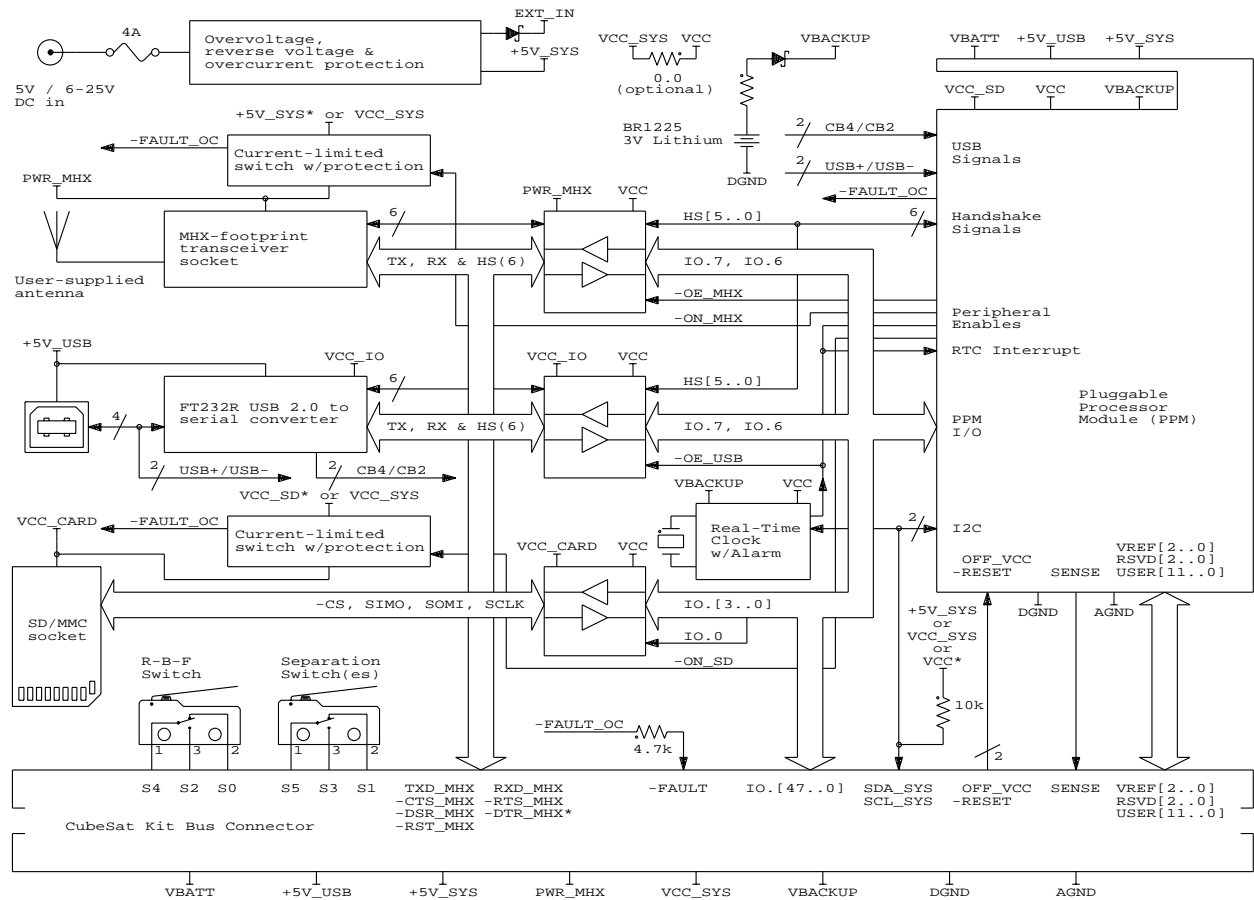 4A
Overvoltage,
reverse voltage &
overcurrent protection
EXT_IN
+5V_SYS
5V / 6-25V
DC in
VCC_SYS VCC
0.0
(optional)
VBACKUP
BR1225
3V Lithium
DGND
VBATT +5V_USB +5V_SYS
VCC_SD VCC VBACKUP
2 CB4/CB2
USB
Signals
2 USB+/USB-
-FAULT_OC
+5V_SYS* or VCC_SYS
-FAULT_OC
Current-limited
switch w/protection
PWR_MHX
MHX-footprint
transceiver
socket
User-supplied
antenna
6
TX, RX & HS(6)
PWR_MHX VCC
HS[5..0]
6
Handshake
Signals
IO.7, IO.6
-OE_MHX
-ON_MHX
Peripheral
Enables
RTC Interrupt
+5V_USB
VCC_IO
FT232R USB 2.0 to
serial converter
4
6
TX, RX & HS(6)
2 USB+/USB-
2 CB4/CB2
VCC_IO VCC
HS[5..0]
IO.7, IO.6
-OE_USB
PPM
I/O
Pluggable
Processor
Module (PPM)
VCC_SD* or VCC_SYS
-FAULT_OC
Current-limited
switch w/protection
VCC_CARD
SD/MMC
socket
-CS, SIMO, SOMI, SCLK
VCC_CARD VCC
IO.[3..0]
IO.0
-ON_SD
VBACKUP VCC
Real-Time
Clock
w/Alarm
2
I2C
OFF_VCC
-RESET
SENSE
VREF[2..0]
RSVD[2..0]
USER[11..0]
DGND
AGND
+5V_SYS
or
VCC_SYS
or
VCC*
10k
2
R-B-F
Switch
1 3 2
Separation
Switch(es)
1 3 2
-FAULT_OC
4.7k
S4 S2 S0
S5 S3 S1
TXD_MHX RXD_MHX
-CTS_MHX -RTS_MHX
-DSR_MHX -DTR_MHX*
-RST_MHX
-FAULT
IO.[47..0]
SDA_SYS
SCL_SYS
OFF_VCC
-RESET
SENSE
VREF[2..0]
RSVD[2..0]
USER[11..0]
CubeSat Kit Bus Connector
VBATT +5V_USB +5V_SYS PWR_MHX VCC_SYS VBACKUP DGND AGND